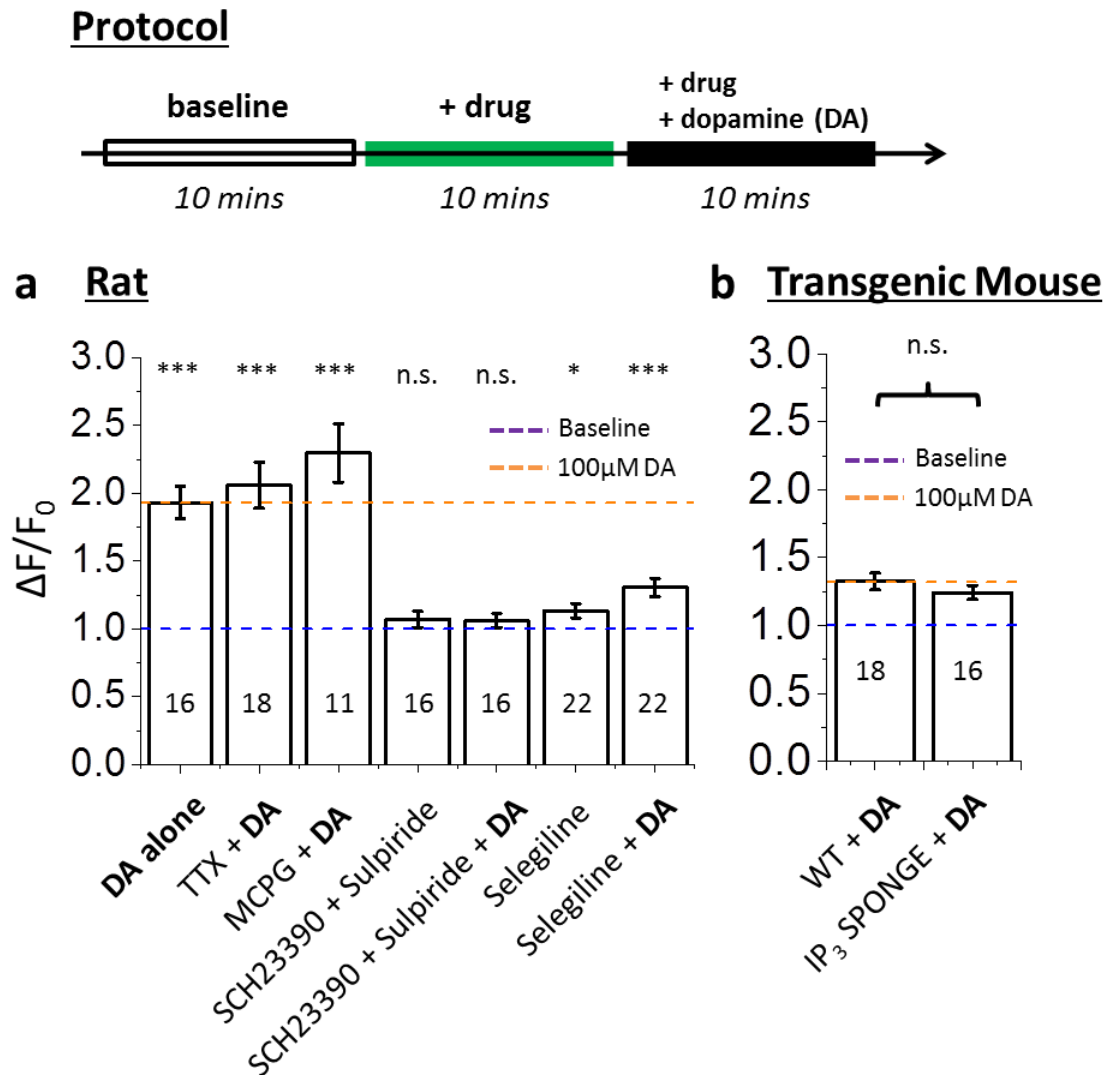 Protocol
baseline
+ drug
+ drug
+ dopamine (DA)
10 mins
10 mins
10 mins
a Rat
ΔF/F₀
3.0
2.5
2.0
1.5
1.0
0.5
0.0
***
***
***
n.s.
n.s.
*
***
Baseline
100µM DA
16
18
11
16
16
22
22
DA alone
TTX + DA
MCPG + DA
SCH23390 + Sulpiride
SCH23390 + Sulpiride + DA
Selegiline
Selegiline + DA
b Transgenic Mouse
3.0
2.5
2.0
1.5
1.0
0.5
0.0
n.s.
Baseline
100µM DA
18
16
WT + DA
IP₃ SPONGE + DA